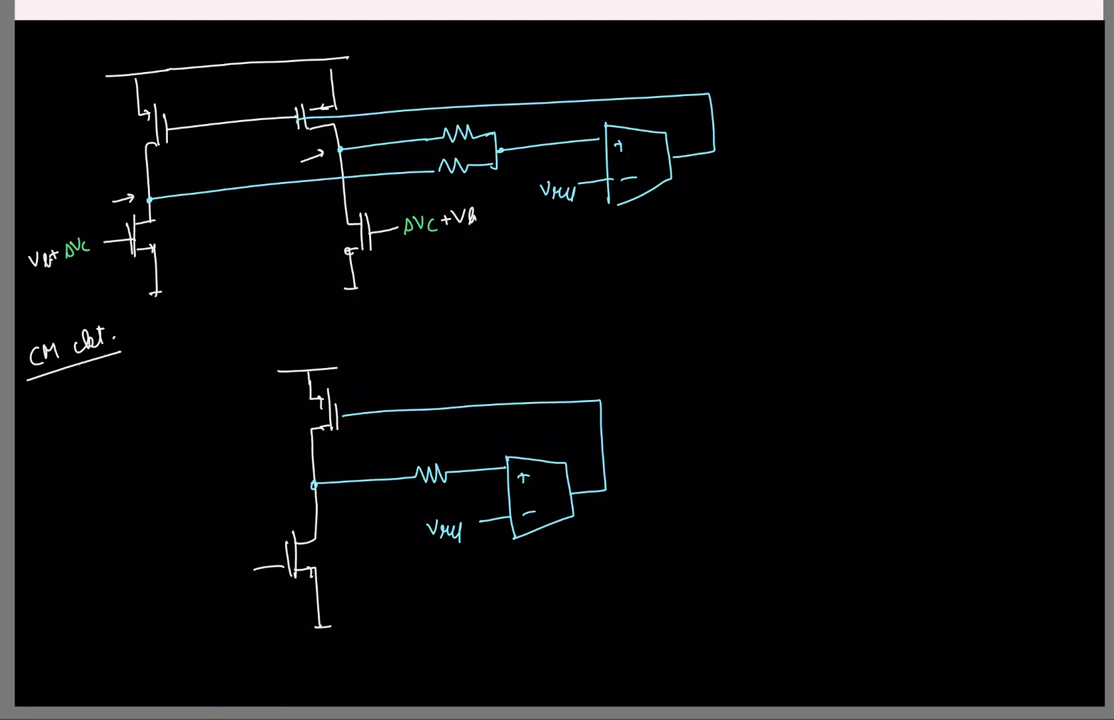 +
Vref −
VB+ ΔVC
ΔVC + VB
CM ckt.
+
Vref −